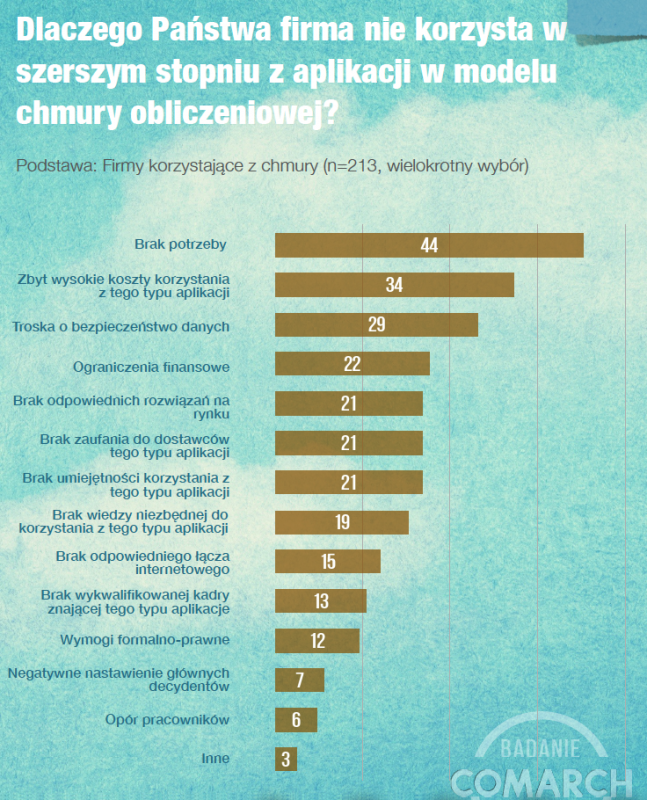 Dlaczego Państwa firma nie korzysta w
szerszym stopniu z aplikacji w modelu
chmury obliczeniowej?
Podstawa: Firmy korzystające z chmury (n=213, wielokrotny wybór)
Brak potrzeby 44
Zbyt wysokie koszty korzystania
z tego typu aplikacji 34
Troska o bezpieczeństwo danych 29
Ograniczenia finansowe 22
Brak odpowiednich rozwiązań na
rynku 21
Brak zaufania do dostawców
tego typu aplikacji 21
Brak umiejętności korzystania z
tego typu aplikacji 21
Brak wiedzy niezbędnej do
korzystania z tego typu aplikacji 19
Brak odpowiedniego łącza
internetowego 15
Brak wykwalifikowanej kadry
znającej tego typu aplikacje 13
Wymogi formalno-prawne 12
Negatywne nastawienie głównych
decydentów 7
Opór pracowników 6
Inne 3
BADANIE
COMARCH